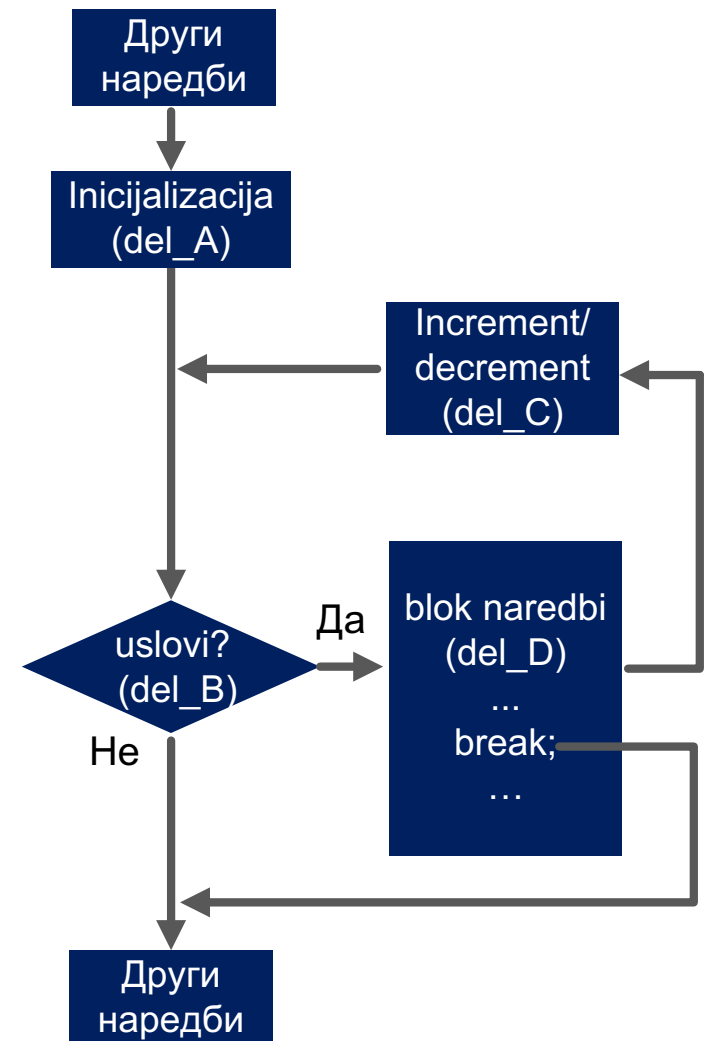 Други
наредби
Inicijalizacija
(del_A)
Increment/
decrement
(del_C)
uslovi?
(del_B)
Да
blok naredbi
(del_D)
...
break;
...
Не
Други
наредби